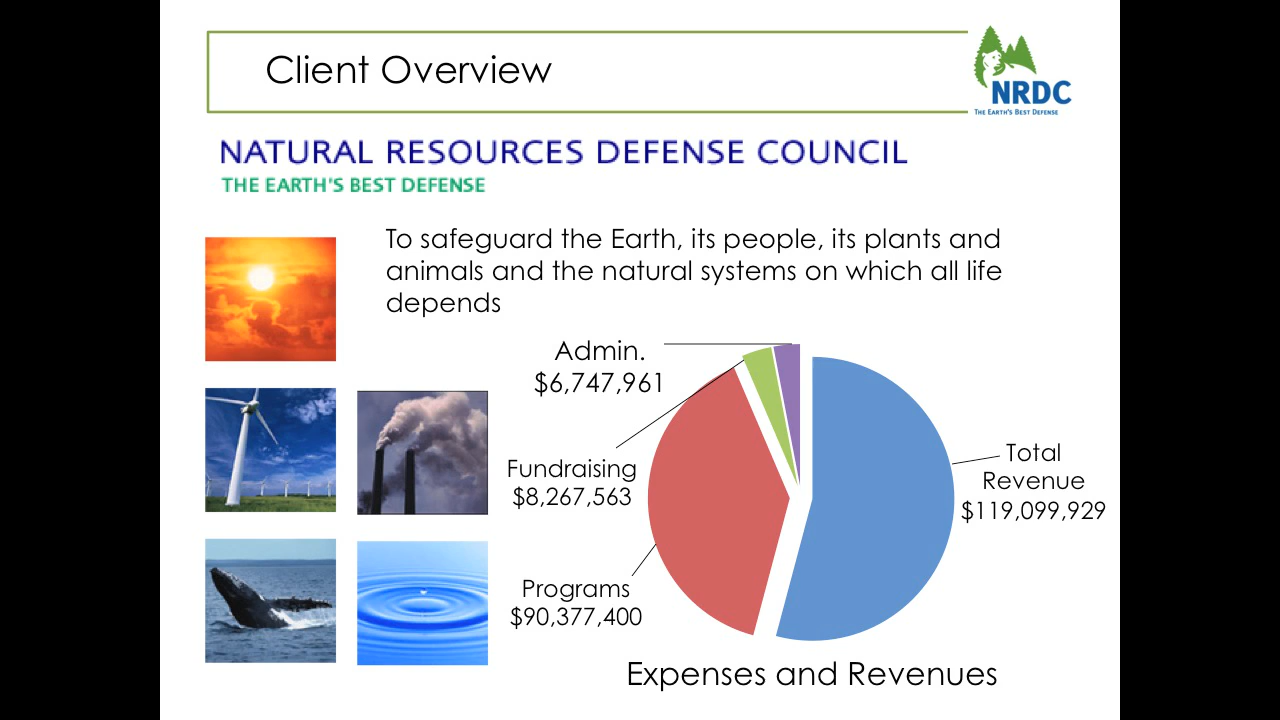 Client Overview
NRDC
THE EARTH'S BEST DEFENSE
NATURAL RESOURCES DEFENSE COUNCIL
THE EARTH'S BEST DEFENSE
To safeguard the Earth, its people, its plants and
animals and the natural systems on which all life
depends
Admin.
$6,747,961
Fundraising
$8,267,563
Programs
$90,377,400
Total
Revenue
$119,099,929
Expenses and Revenues